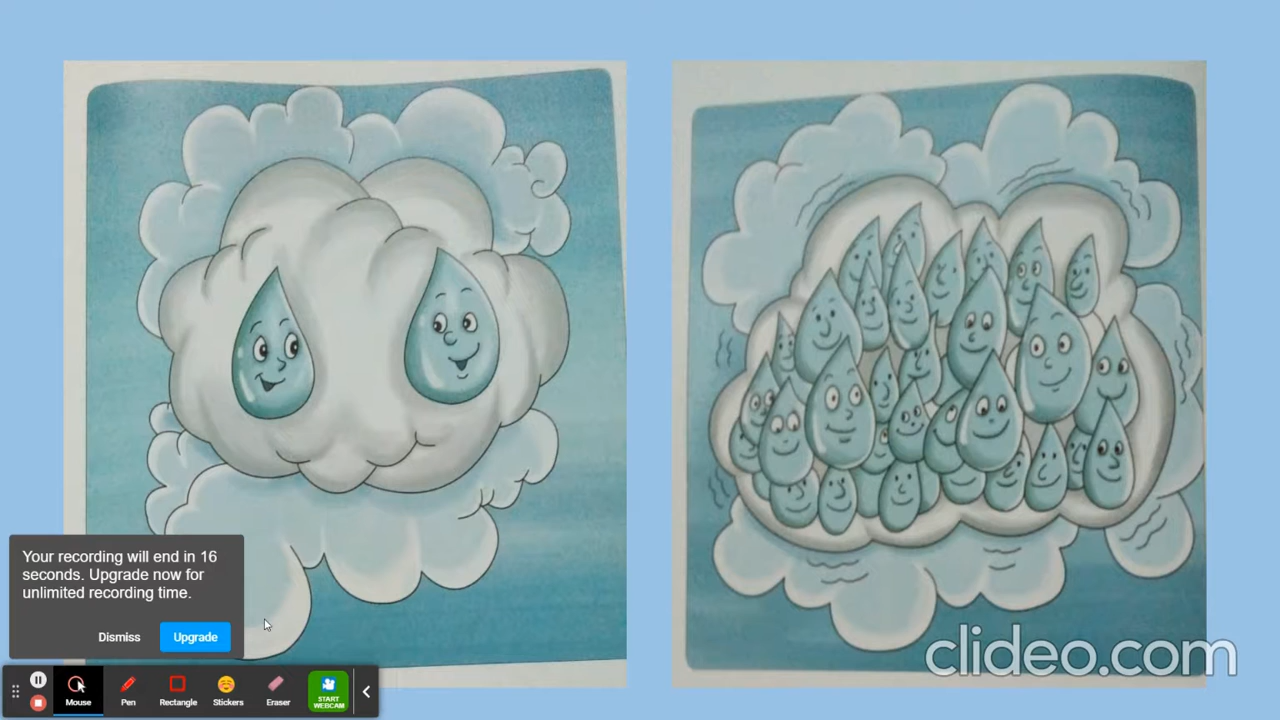 Your recording will end in 16
seconds. Upgrade now for
unlimited recording time.
Dismiss
Upgrade
Mouse
Pen
Rectangle
Stickers
Eraser
START
WEBCAM
clideo.com